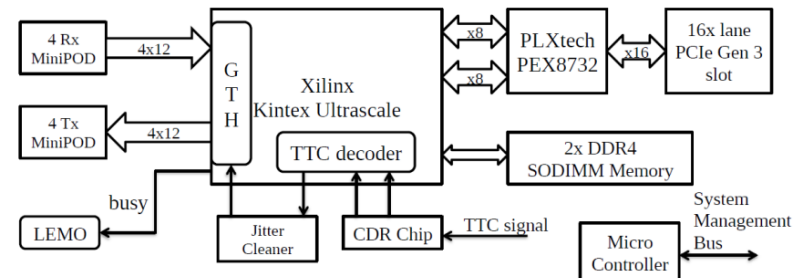 4 Rx
MiniPOD
4x12
G
T
H
Xilinx
Kintex Ultrascale
x8
x8
PLXtech
PEX8732
x16
16x lane
PCIe Gen 3
slot
4 Tx
MiniPOD
4x12
TTC decoder
2x DDR4
SODIMM Memory
busy
LEMO
Jitter
Cleaner
CDR Chip
TTC signal
Micro
Controller
System
Management
Bus